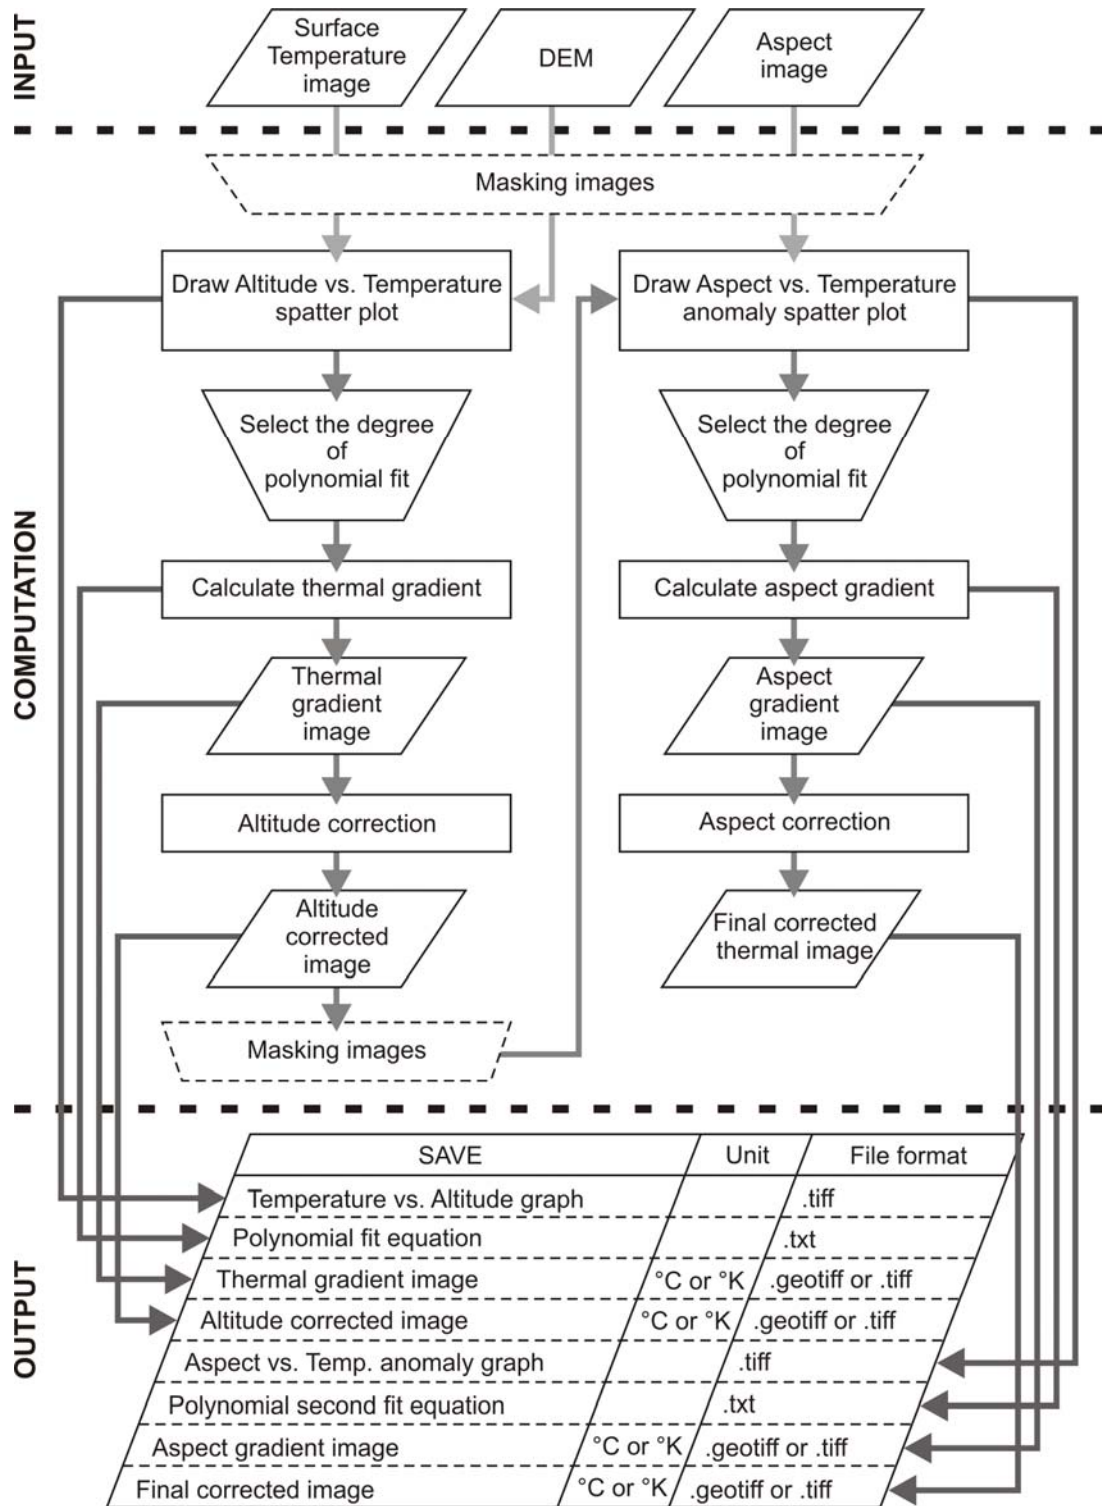 INPUT
Surface
Temperature
image
DEM
Aspect
image
COMPUTATION
Masking images
Draw Altitude vs. Temperature
spatter plot
Draw Aspect vs. Temperature
anomaly spatter plot
Select the degree
of
polynomial fit
Select the degree
of
polynomial fit
Calculate thermal gradient
Calculate aspect gradient
Thermal
gradient
image
Aspect
gradient
image
Altitude correction
Aspect correction
Altitude
corrected
image
Final corrected
thermal image
Masking images
OUTPUT
SAVE Unit File format
Temperature vs. Altitude graph .tiff
Polynomial fit equation .txt
Thermal gradient image °C or °K .geotiff or .tiff
Altitude corrected image °C or °K .geotiff or .tiff
Aspect vs. Temp. anomaly graph .tiff
Polynomial second fit equation .txt
Aspect gradient image °C or °K .geotiff or .tiff
Final corrected image °C or °K .geotiff or .tiff